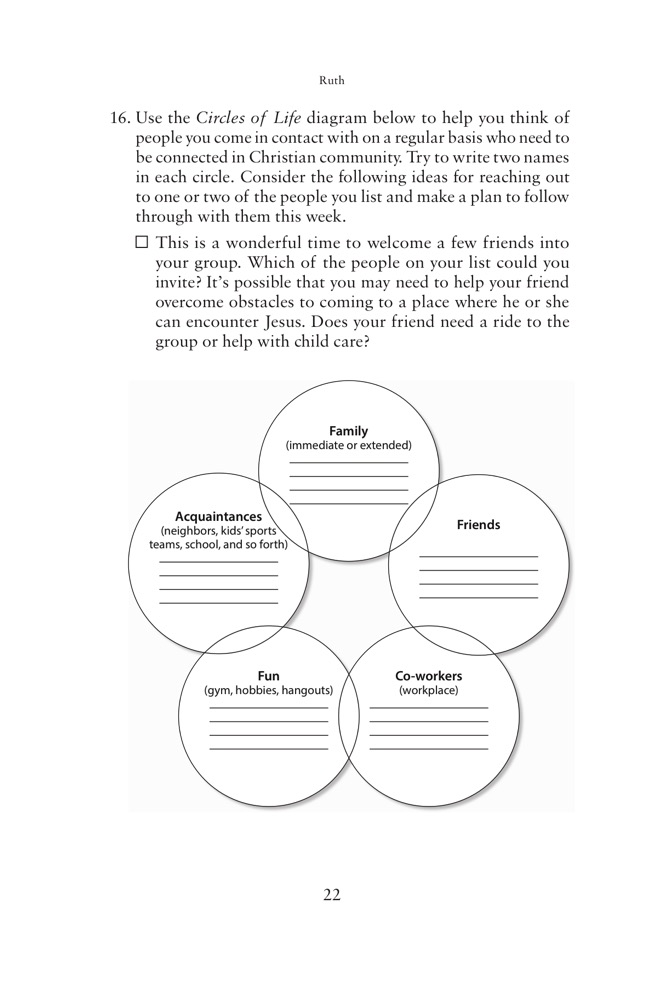 Ruth
16. Use the Circles of Life diagram below to help you think of
people you come in contact with on a regular basis who need to
be connected in Christian community. Try to write two names
in each circle. Consider the following ideas for reaching out
to one or two of the people you list and make a plan to follow
through with them this week.
☐ This is a wonderful time to welcome a few friends into
your group. Which of the people on your list could you
invite? It’s possible that you may need to help your friend
overcome obstacles to coming to a place where he or she
can encounter Jesus. Does your friend need a ride to the
group or help with child care?
Family
(immediate or extended)
Acquaintances
(neighbors, kids’ sports
teams, school, and so forth)
Friends
Fun
(gym, hobbies, hangouts)
Co-workers
(workplace)
22